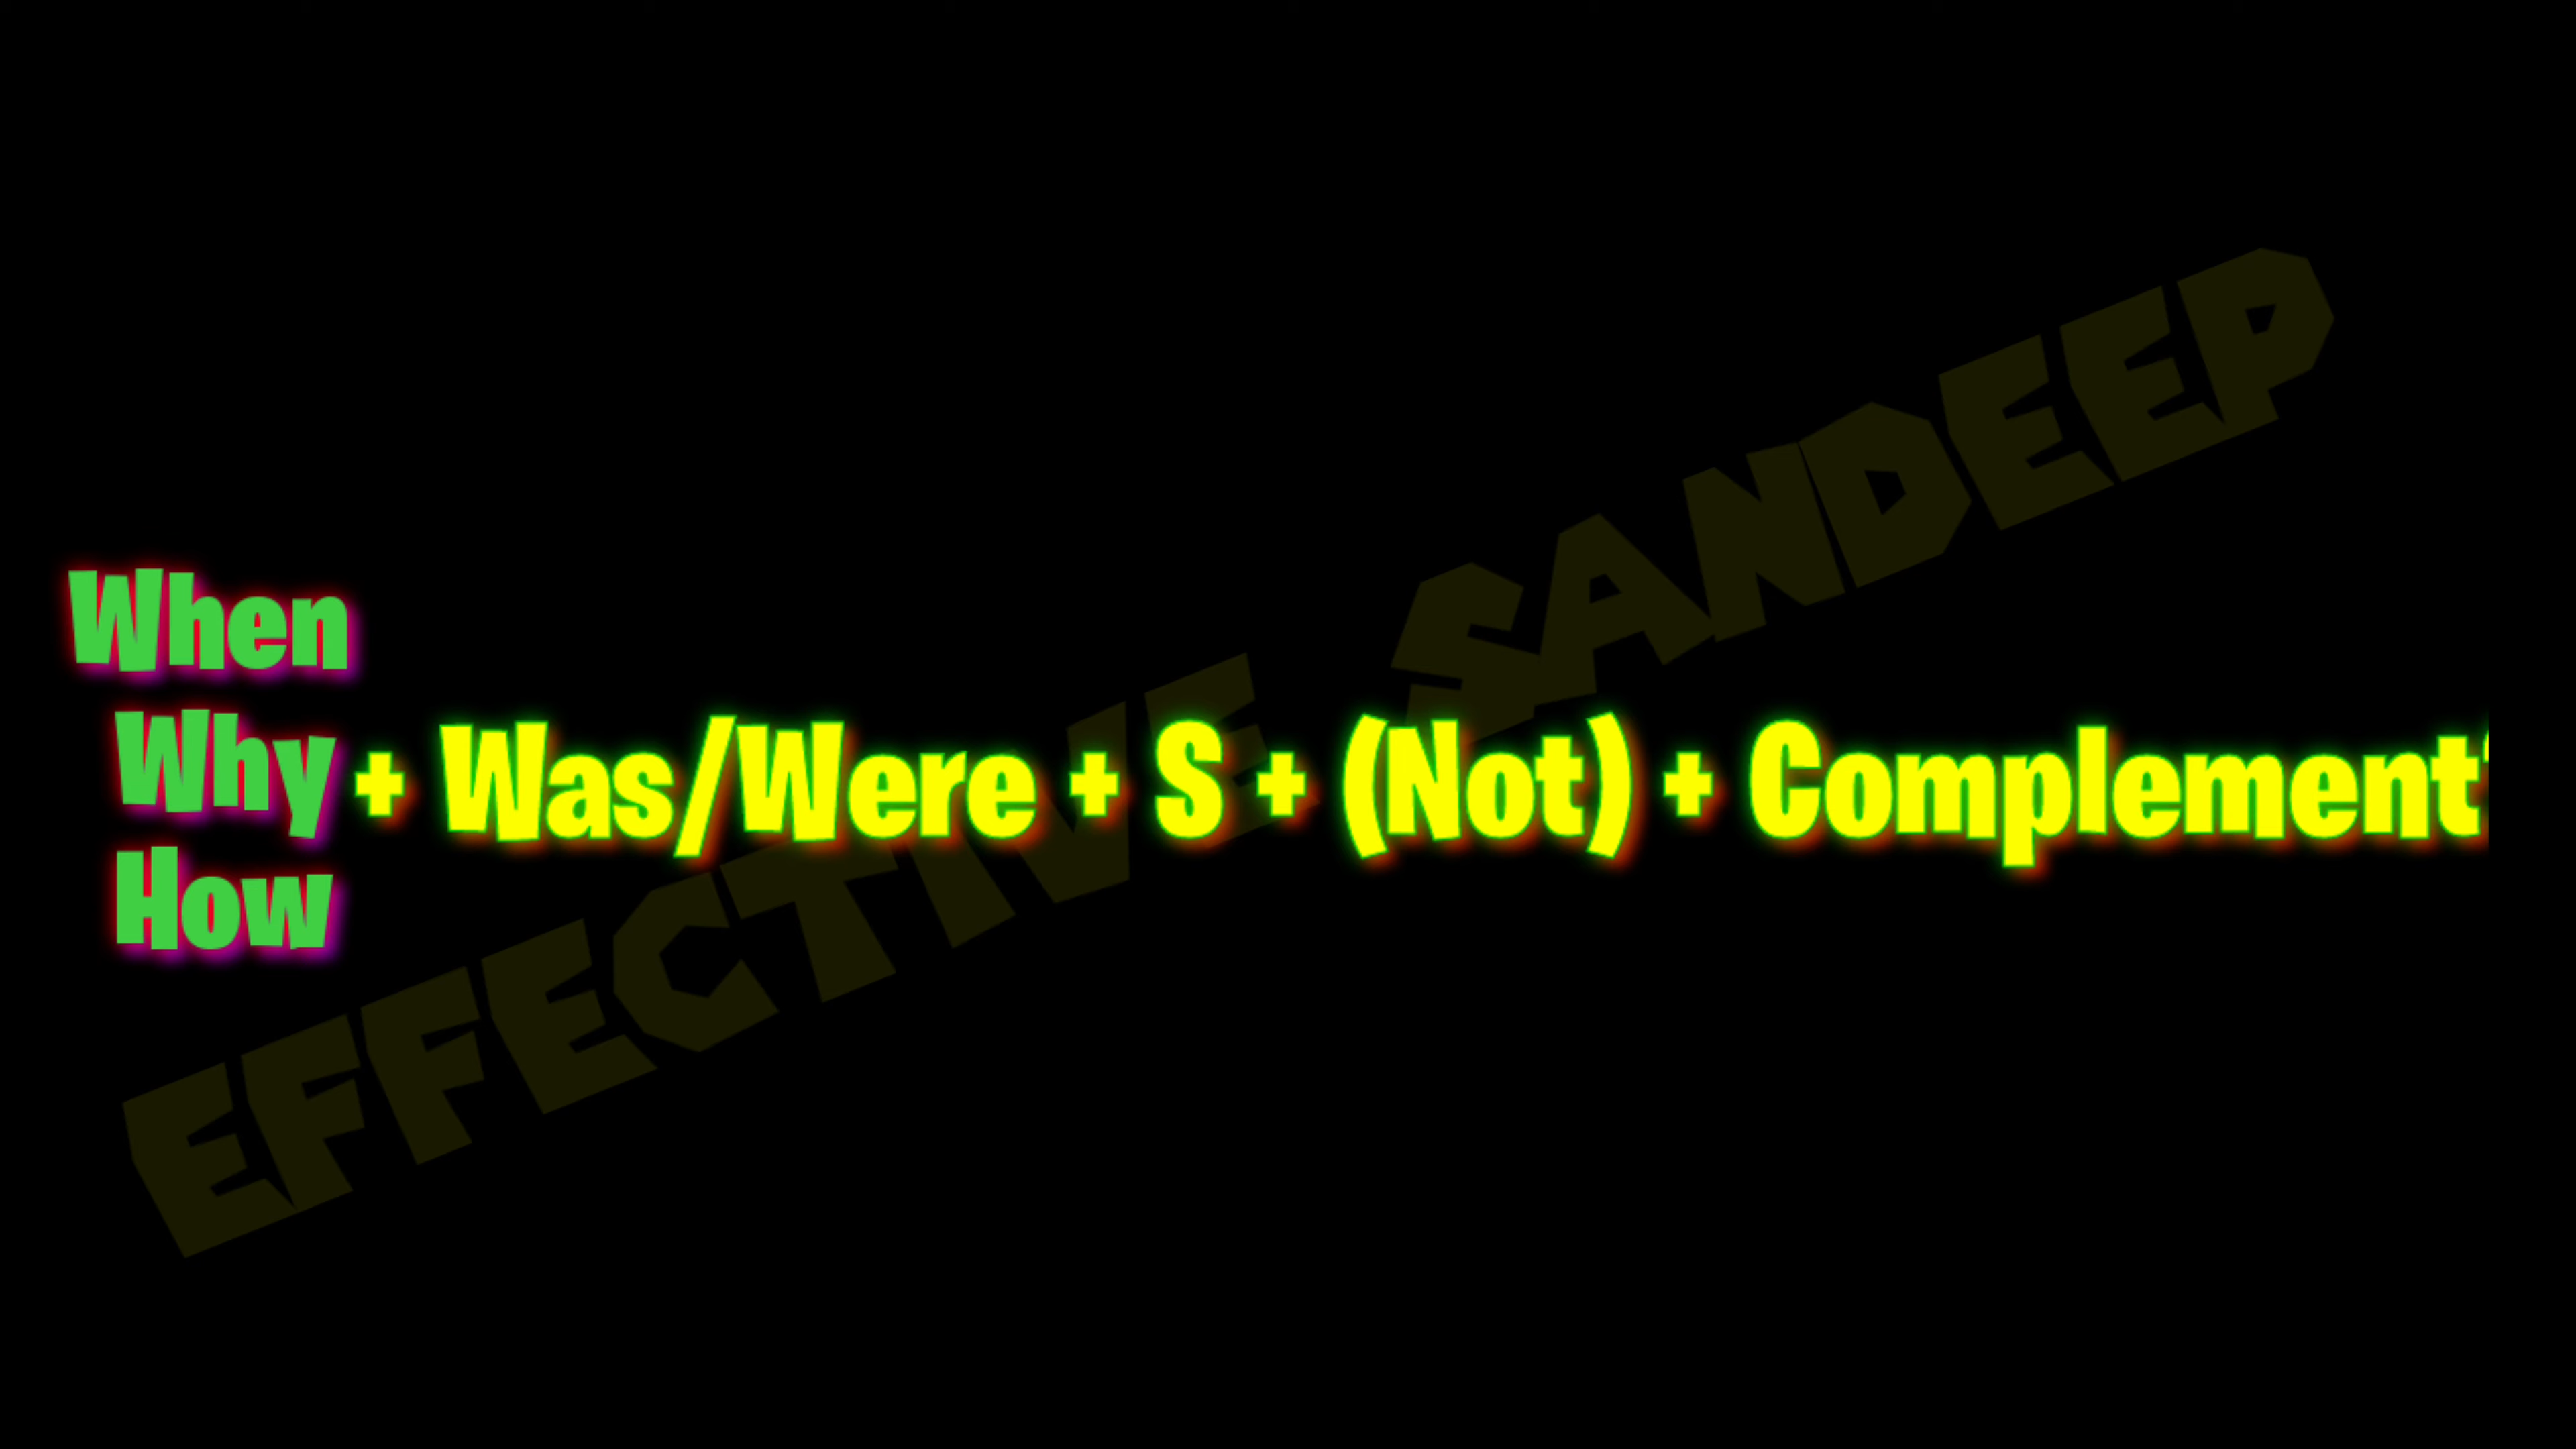 When
Why + Was/Were + S + (Not) + Complement?
How
EFFECTIVE SANDEEP